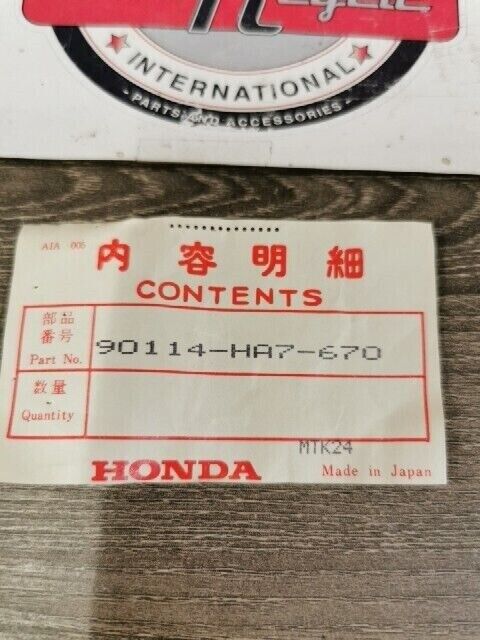 INTERNATIONAL
PARTS AND ACCESSORIES
AIA 005
内容明細
CONTENTS
部品
番号
Part No.
90114-HA7-670
数量
~
Quantity
MTK24
HONDA
Made in Japan